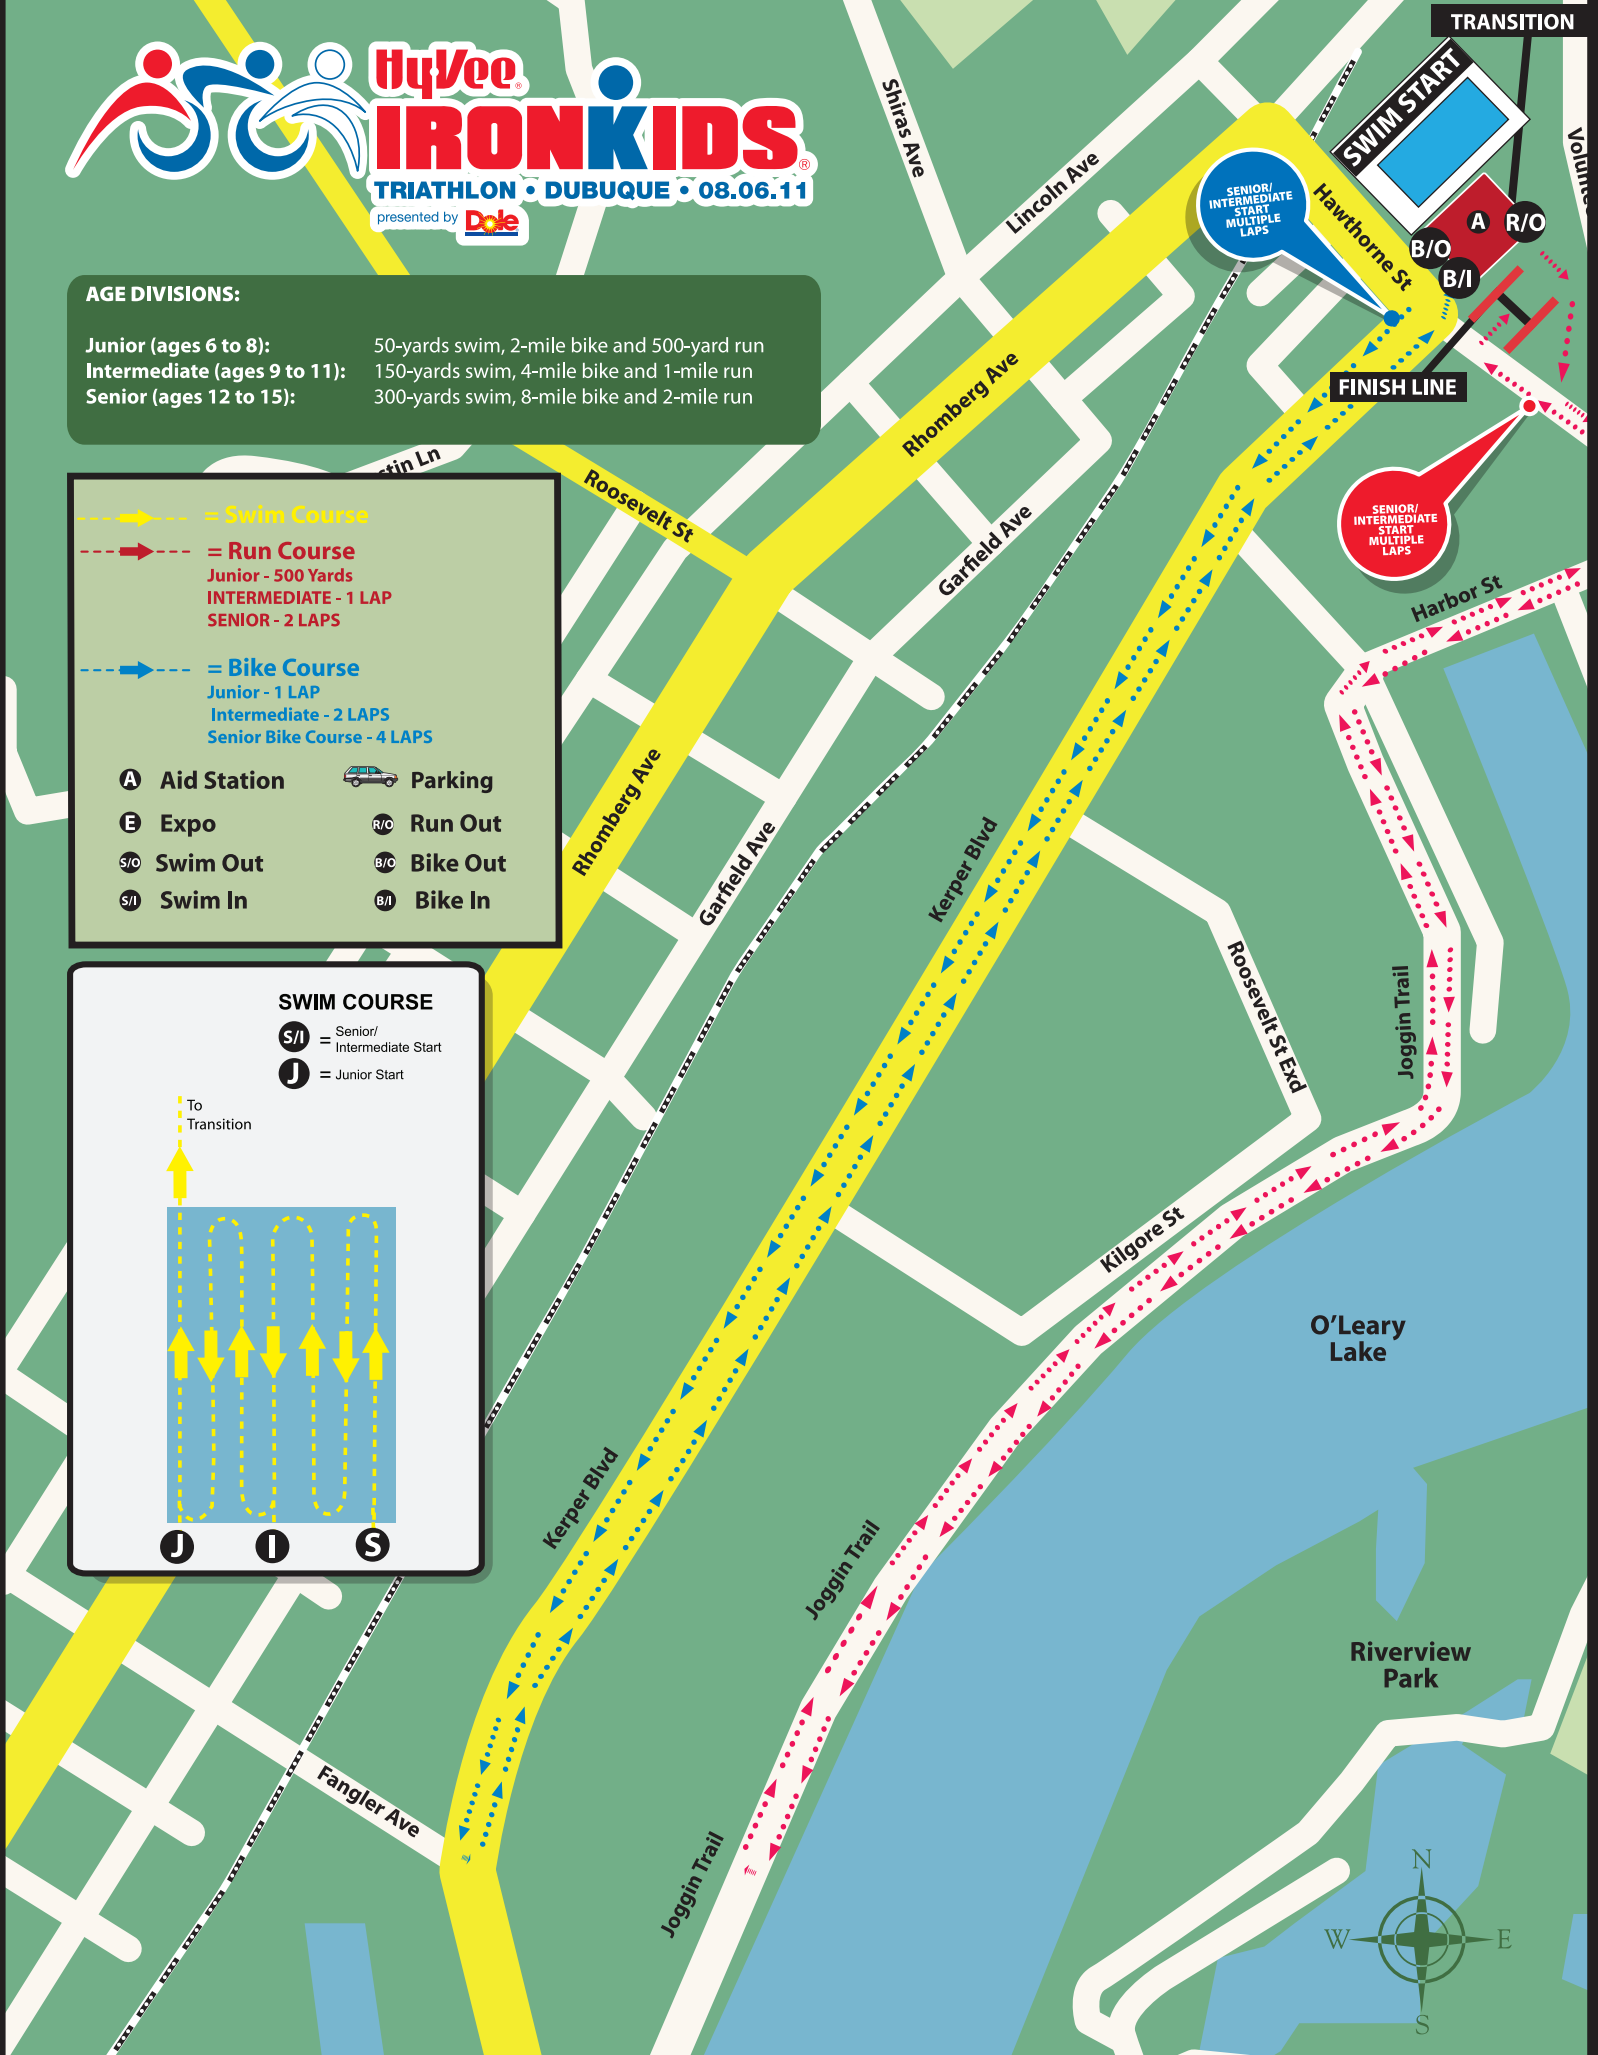 TRANSITION
SWIM START
HyVee®
IRONKIDS®
TRIATHLON • DUBUQUE • 08.06.11
presented by Dole
AGE DIVISIONS:
Junior (ages 6 to 8): 50-yards swim, 2-mile bike and 500-yard run
Intermediate (ages 9 to 11): 150-yards swim, 4-mile bike and 1-mile run
Senior (ages 12 to 15): 300-yards swim, 8-mile bike and 2-mile run
Shiras Ave
Lincoln Ave
SENIOR/
INTERMEDIATE
START
MULTIPLE
LAPS
Hawthorne St
A
R/O
B/O
B/I
FINISH LINE
Rhomberg Ave
Roosevelt St
Garfield Ave
SENIOR/
INTERMEDIATE
START
MULTIPLE
LAPS
Harbor St
= Swim Course
= Run Course
Junior - 500 Yards
INTERMEDIATE - 1 LAP
SENIOR - 2 LAPS
= Bike Course
Junior - 1 LAP
Intermediate - 2 LAPS
Senior Bike Course - 4 LAPS
A Aid Station
Parking
E Expo
R/O Run Out
S/O Swim Out
B/O Bike Out
S/I Swim In
B/I Bike In
Rhomberg Ave
Garfield Ave
Kerper Blvd
Roosevelt St Exd
Joggin Trail
SWIM COURSE
S/I = Senior/
Intermediate Start
J = Junior Start
To
Transition
J
I
S
Kilgore St
O'Leary
Lake
Kerper Blvd
Joggin Trail
Riverview
Park
Fangler Ave
Joggin Trail
N
W
E
S